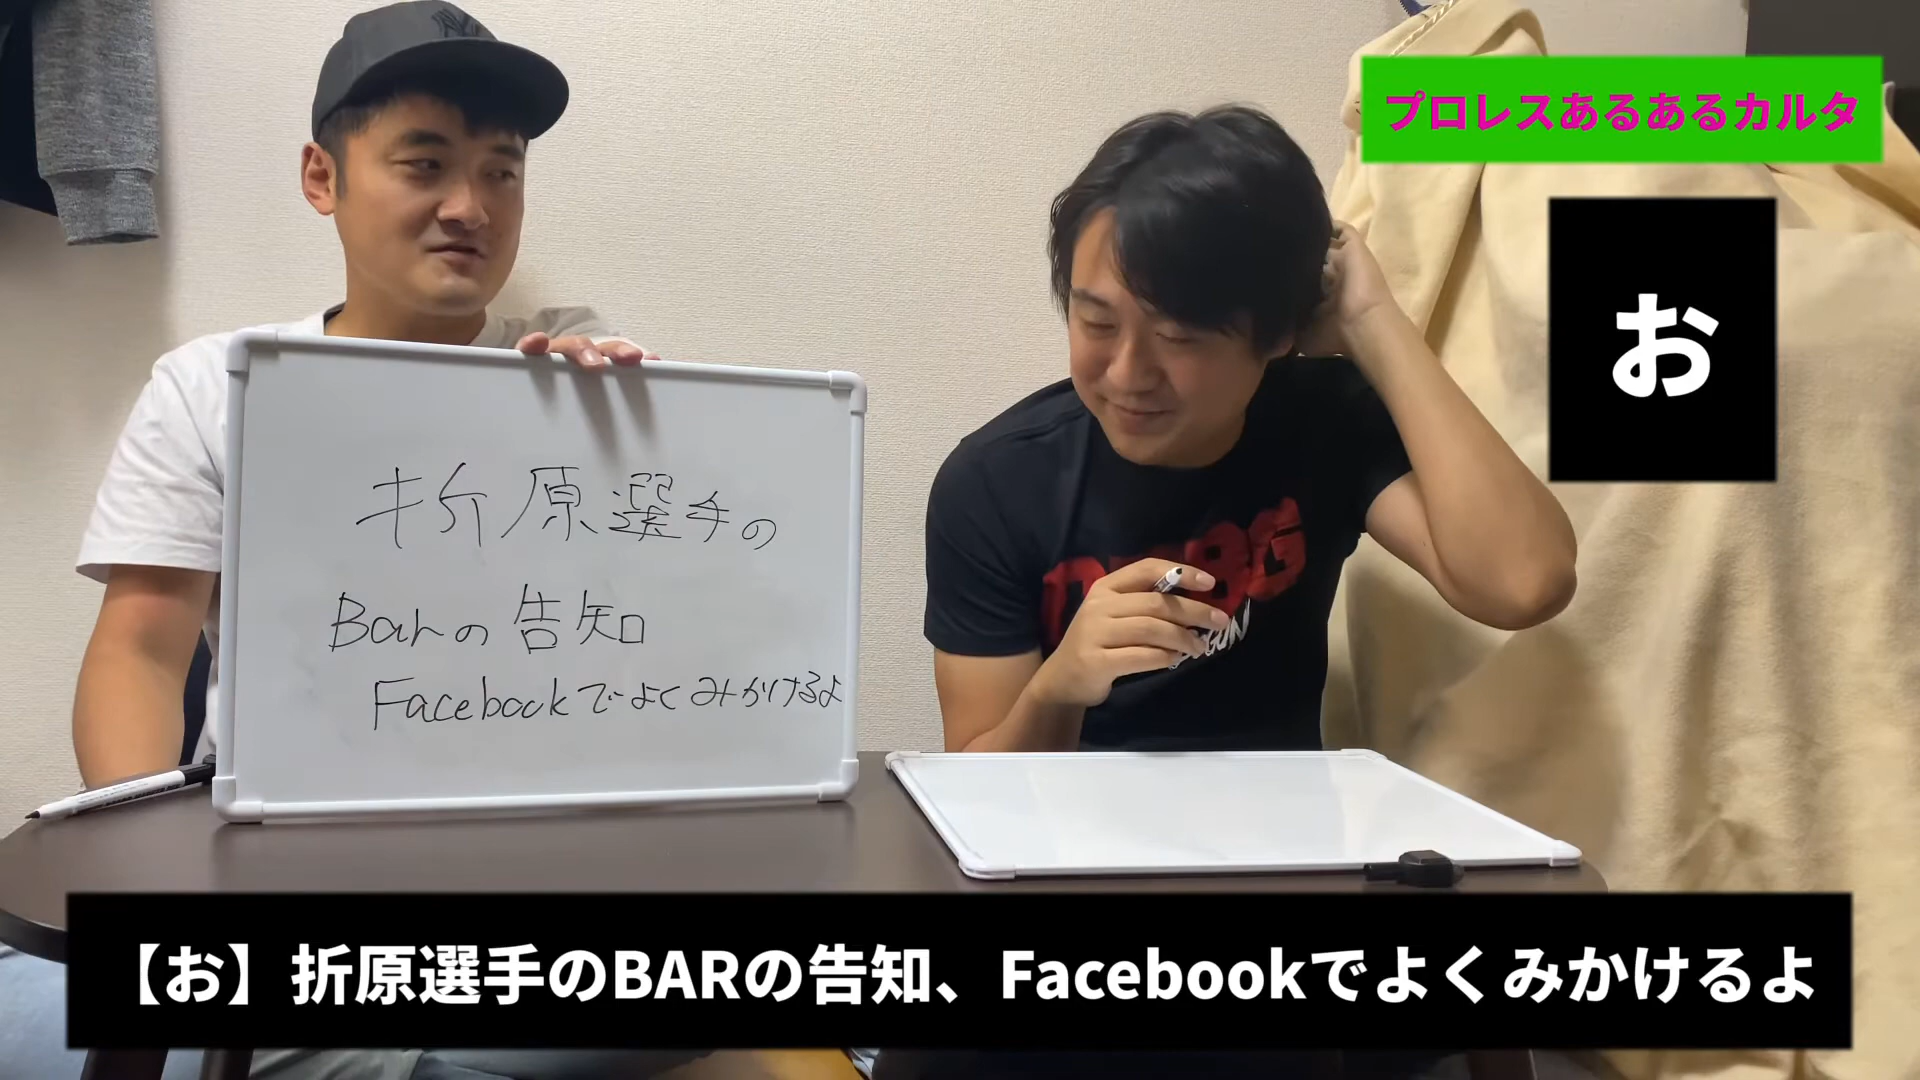 プロレスあるあるカルタ
お
折原選手の
Barの告知
Facebookでよくみかけるよ
【お】折原選手のBARの告知、Facebookでよくみかけるよ